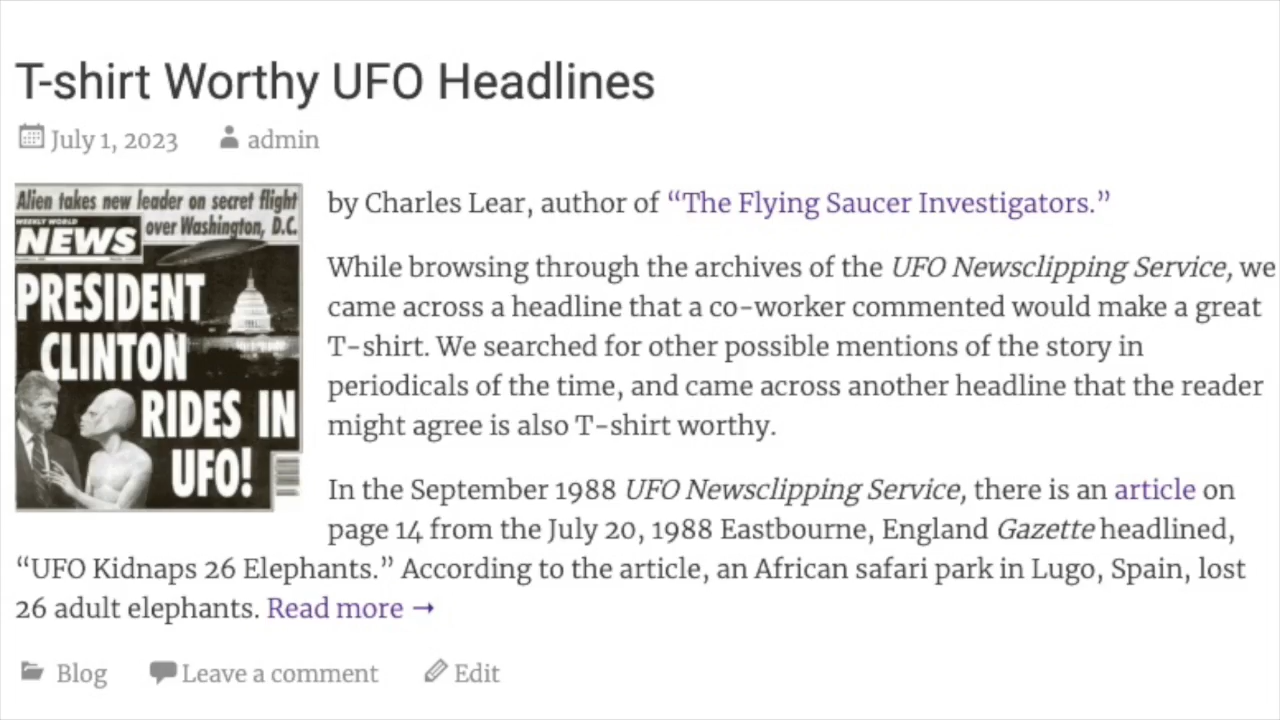 T-shirt Worthy UFO Headlines
July 1, 2023 admin
Alien takes new leader on secret flight
over Washington, D.C.
WEEKLY WORLD
NEWS
PRESIDENT
CLINTON
RIDES IN
UFO!
by Charles Lear, author of “The Flying Saucer Investigators.”
While browsing through the archives of the UFO Newsclipping Service, we
came across a headline that a co-worker commented would make a great
T-shirt. We searched for other possible mentions of the story in
periodicals of the time, and came across another headline that the reader
might agree is also T-shirt worthy.
In the September 1988 UFO Newsclipping Service, there is an article on
page 14 from the July 20, 1988 Eastbourne, England Gazette headlined,
“UFO Kidnaps 26 Elephants.” According to the article, an African safari park in Lugo, Spain, lost
26 adult elephants. Read more →
Blog Leave a comment Edit